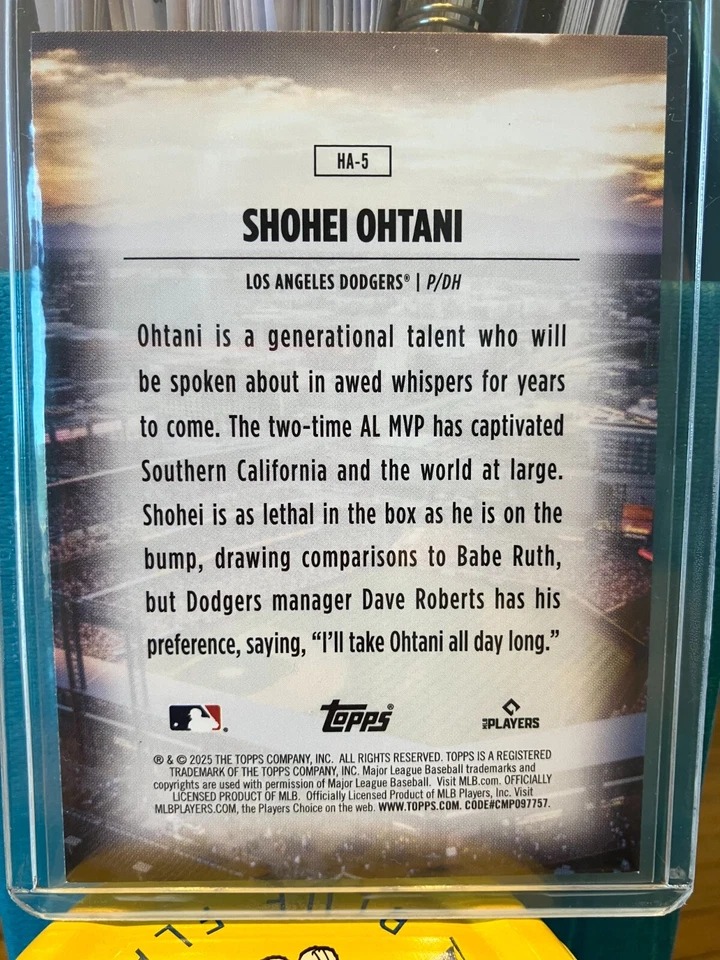 HA-5
SHOHEI OHTANI
LOS ANGELES DODGERS® | P/DH
Ohtani is a generational talent who will
be spoken about in awed whispers for years
to come. The two-time AL MVP has captivated
Southern California and the world at large.
Shohei is as lethal in the box as he is on the
bump, drawing comparisons to Babe Ruth,
but Dodgers manager Dave Roberts has his
preference, saying, “I’ll take Ohtani all day long.”
Topps® MLB PLAYERS
® & © 2025 THE TOPPS COMPANY, INC. ALL RIGHTS RESERVED. TOPPS IS A REGISTERED
TRADEMARK OF THE TOPPS COMPANY, INC. Major League Baseball trademarks and
copyrights are used with permission of Major League Baseball. Visit MLB.com. OFFICIALLY
LICENSED PRODUCT OF MLB. Officially Licensed Product of MLB Players, Inc. Visit
MLBPLAYERS.COM, the Players Choice on the web. WWW.TOPPS.COM. CODE#CMP097757.